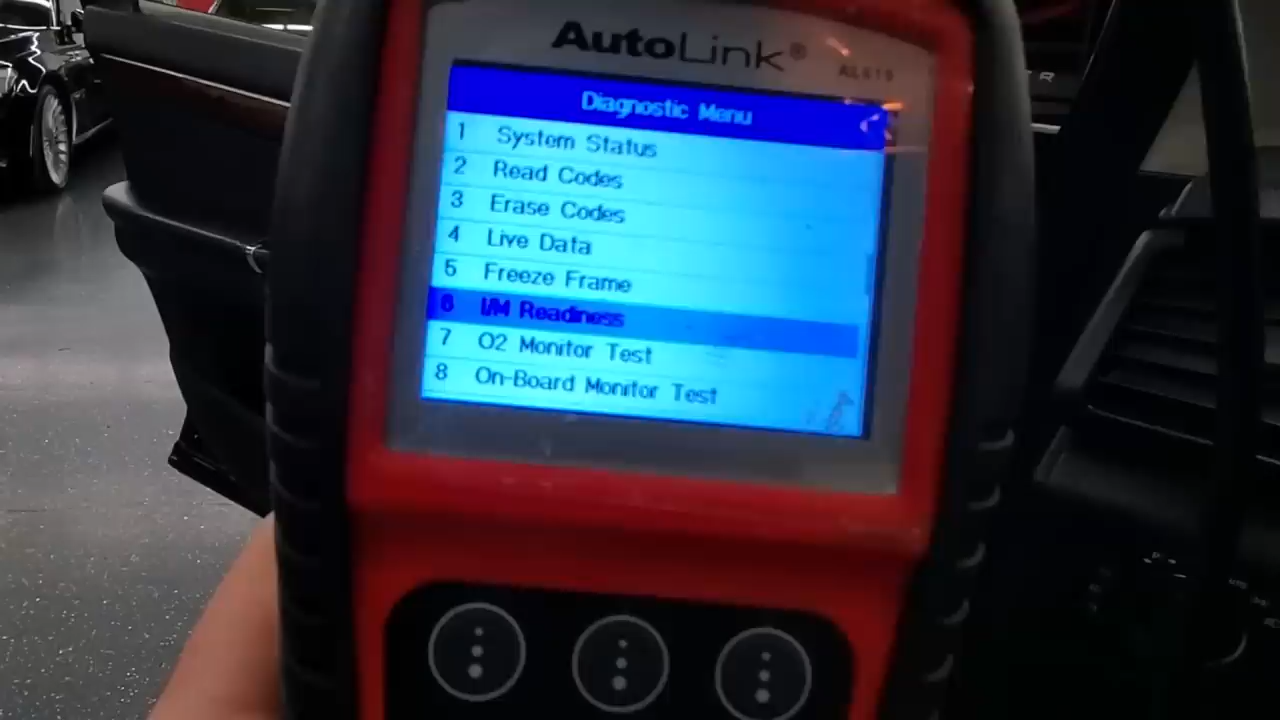 AutoLink®
Diagnostic Menu
1 System Status
2 Read Codes
3 Erase Codes
4 Live Data
5 Freeze Frame
6 I/M Readiness
7 O2 Monitor Test
8 On-Board Monitor Test